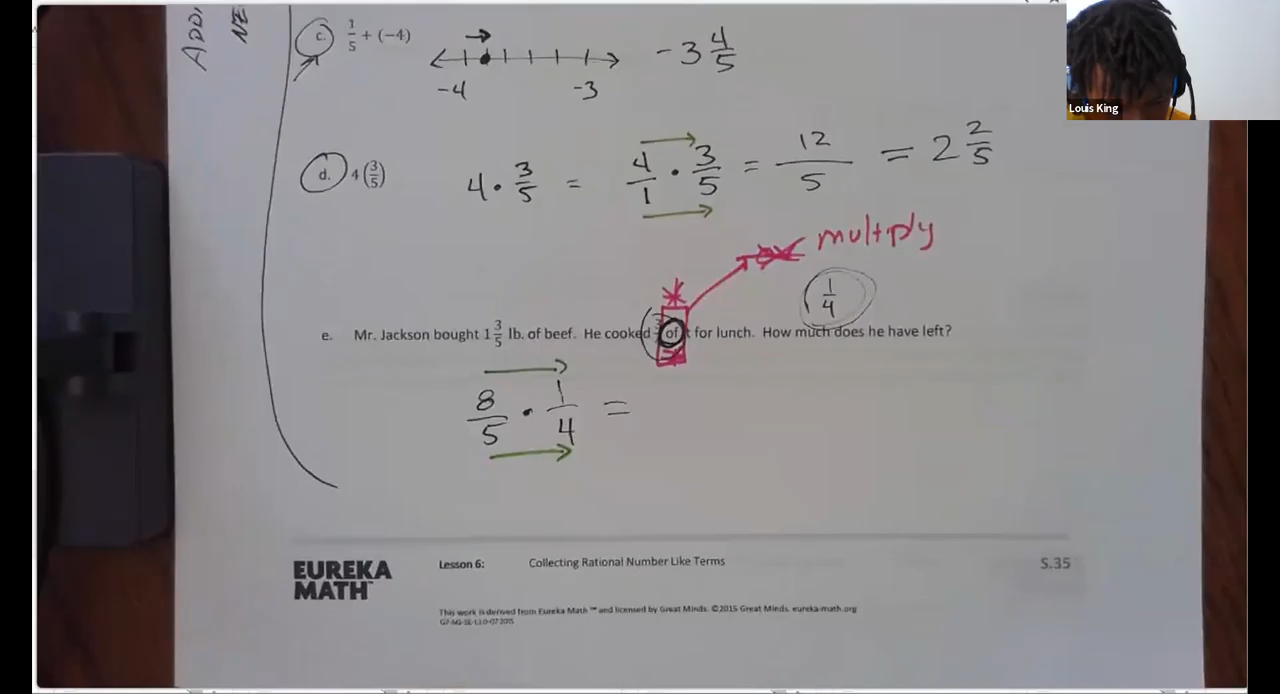 ADDI
NE
Louis King
c. 1/5 + (-4) -3 4/5
-4 -3
d. 4(3/5) 4 · 3/5 = 4/1 · 3/5 = 12/5 = 2 2/5
multiply
1/4
e. Mr. Jackson bought 1 3/5 lb. of beef. He cooked of for lunch. How much does he have left?
8/5 · 1/4 =
EUREKA
MATH™
Lesson 6: Collecting Rational Number Like Terms S.35
This work is derived from Eureka Math ™ and licensed by Great Minds. ©2015 Great Minds. eureka-math.org